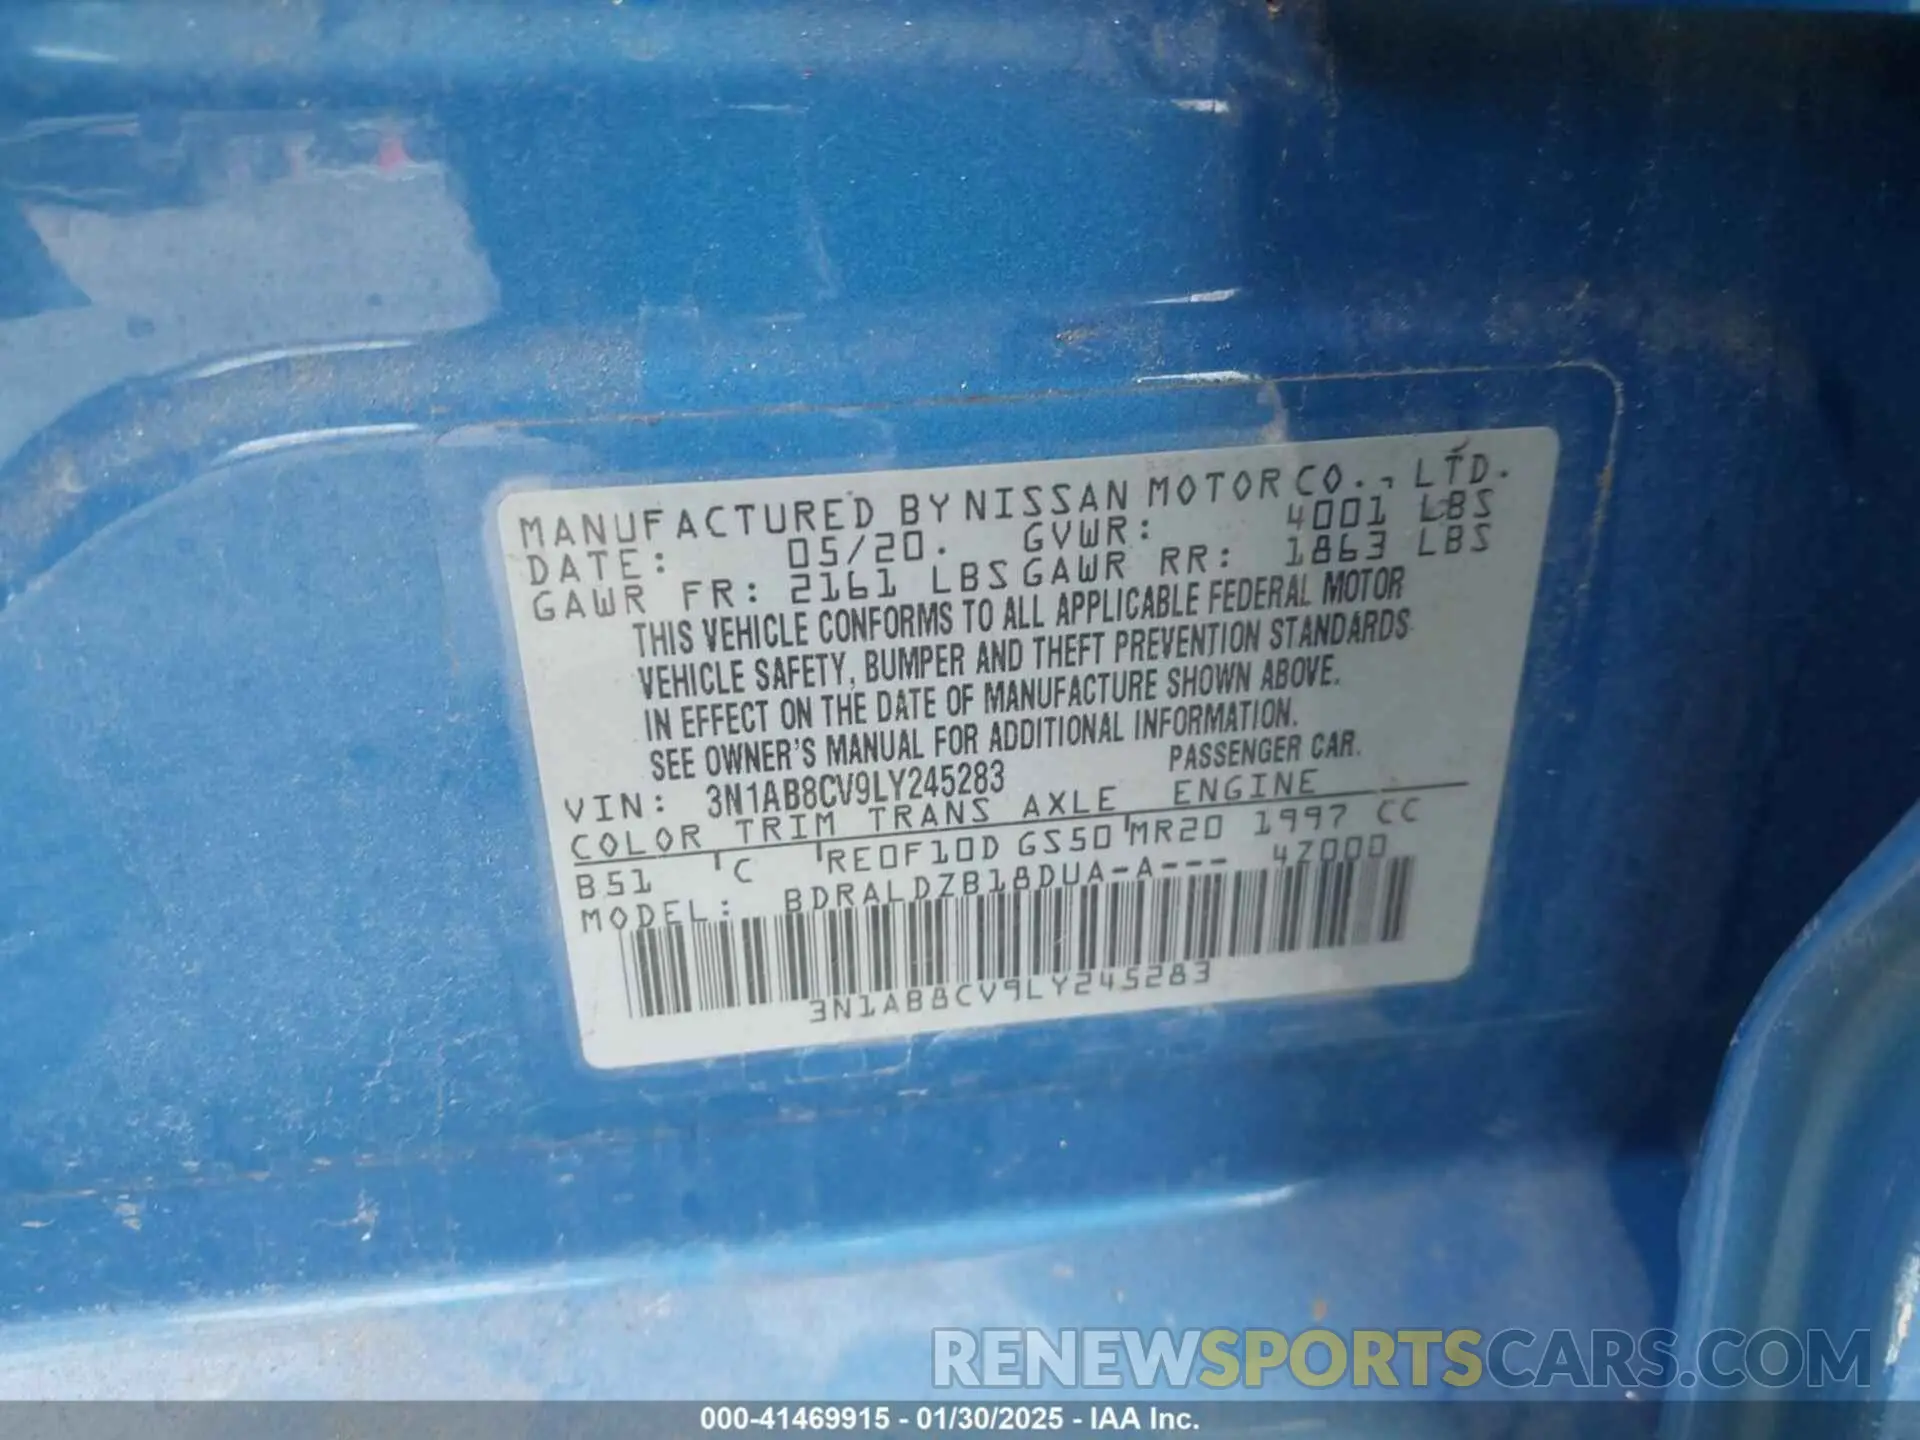 MANUFACTURED BY NISSAN MOTOR CO., LTD.
DATE: 05/20. GVWR: 4001 LBS
GAWR FR: 2161 LBS GAWR RR: 1863 LBS
THIS VEHICLE CONFORMS TO ALL APPLICABLE FEDERAL MOTOR
VEHICLE SAFETY, BUMPER AND THEFT PREVENTION STANDARDS
IN EFFECT ON THE DATE OF MANUFACTURE SHOWN ABOVE.
SEE OWNER'S MANUAL FOR ADDITIONAL INFORMATION.
VIN: 3N1AB8CV9LY245283 PASSENGER CAR.
COLOR TRIM TRANS AXLE ENGINE
B51 C RE0F10D GS50 MR20 1997 CC
MODEL: BDRALDZB18DUA-A--- 4Z000
3N1AB8CV9LY245283
RENEWSPORTSCARS.COM
000-41469915 - 01/30/2025 - IAA Inc.